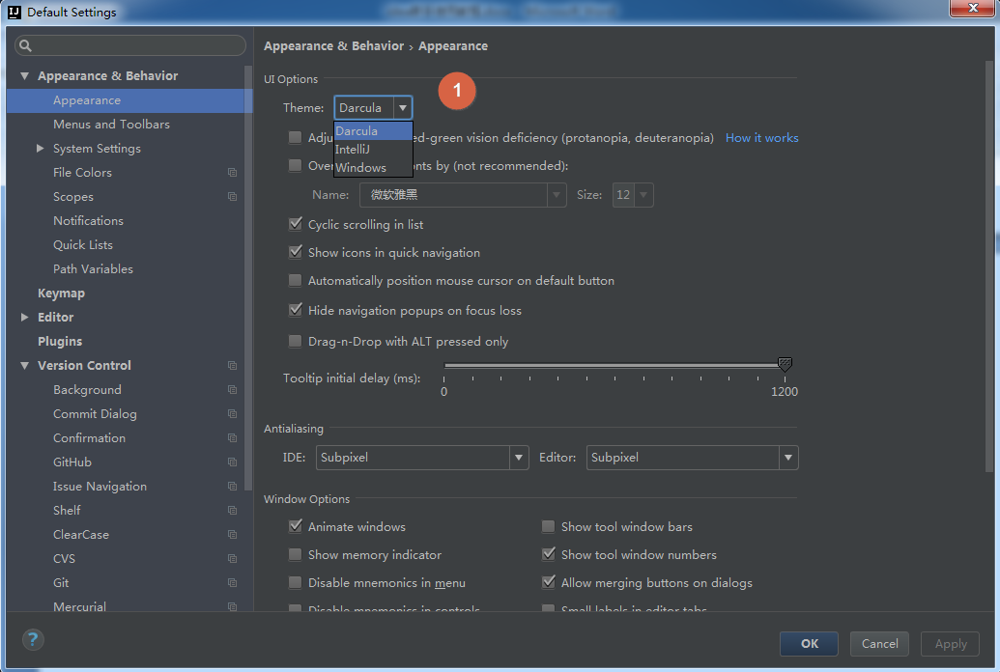 Default Settings
Appearance & Behavior
Appearance
Menus and Toolbars
System Settings
File Colors
Scopes
Notifications
Quick Lists
Path Variables
Keymap
Editor
Plugins
Version Control
Background
Commit Dialog
Confirmation
GitHub
Issue Navigation
Shelf
ClearCase
CVS
Git
Mercurial
Appearance & Behavior › Appearance
UI Options
Theme: Darcula
1
Darcula
IntelliJ
Windows
Adju ed-green vision deficiency (protanopia, deuteranopia) How it works
Over nts by (not recommended):
Name: 微软雅黑 Size: 12
Cyclic scrolling in list
Show icons in quick navigation
Automatically position mouse cursor on default button
Hide navigation popups on focus loss
Drag-n-Drop with ALT pressed only
Tooltip initial delay (ms):
0 1200
Antialiasing
IDE: Subpixel Editor: Subpixel
Window Options
Animate windows Show tool window bars
Show memory indicator Show tool window numbers
Disable mnemonics in menu Allow merging buttons on dialogs
Disable mnemonics in controls Small labels in editor tabs
?
OK Cancel Apply